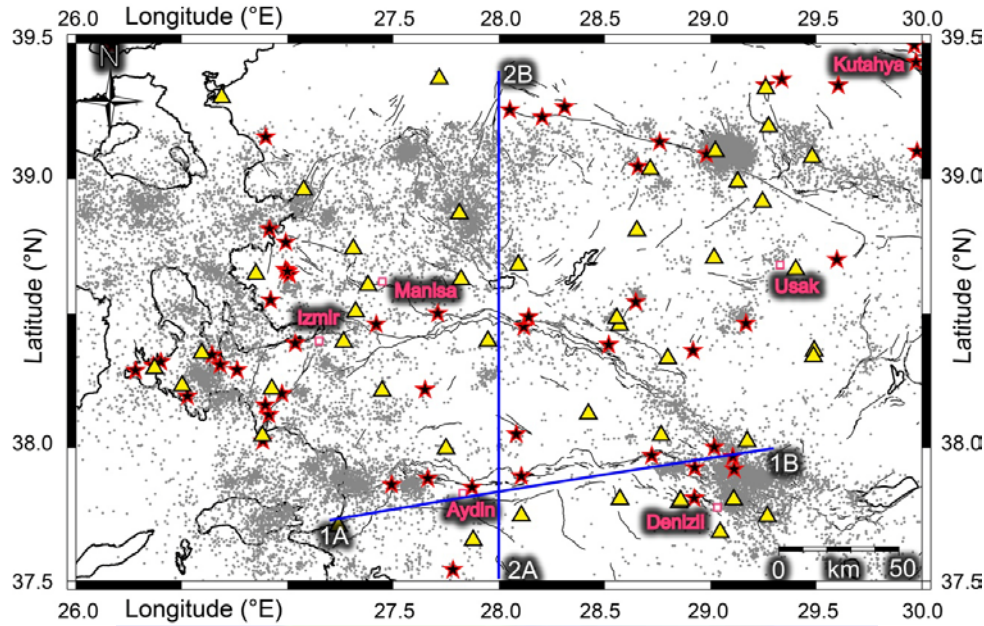 26.0 Longitude (°E) 27.0 27.5 28.0 28.5 29.0 29.5 30.0
39.5 39.5
N
2B
Kutahya
39.0 39.0
Latitude (°N) Latitude (°N)
Manisa
Usak
Izmir
38.0 38.0
1B
1A
Aydin
Denizli
0 km 50
2A
37.5 37.5
26.0 Longitude (°E) 27.5 28.0 28.5 29.0 29.5 30.0